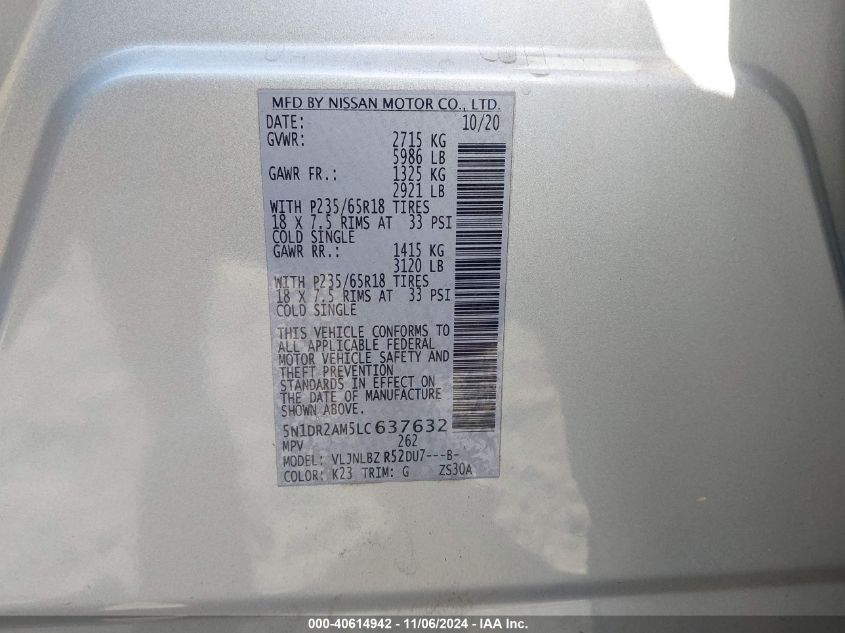 MFD BY NISSAN MOTOR CO., LTD.
DATE: 10/20
GVWR: 2715 KG
5986 LB
GAWR FR.: 1325 KG
2921 LB
WITH P235/65R18 TIRES
18 X 7.5 RIMS AT 33 PSI
COLD SINGLE
GAWR RR.: 1415 KG
3120 LB
WITH P235/65R18 TIRES
18 X 7.5 RIMS AT 33 PSI
COLD SINGLE
THIS VEHICLE CONFORMS TO
ALL APPLICABLE FEDERAL
MOTOR VEHICLE SAFETY AND
THEFT PREVENTION
STANDARDS IN EFFECT ON
THE DATE OF MANUFACTURE
SHOWN ABOVE.
5N1DR2AM5LC637632
MPV 262
MODEL: VLJNLBZ R52DU7---B-
COLOR: K23 TRIM: G ZS30A
000-40614942 - 11/06/2024 - IAA, Inc.